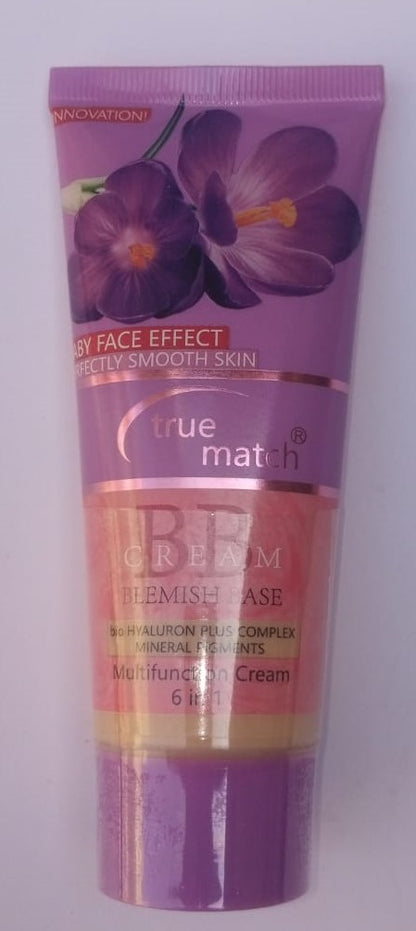 NNOVATION!
ABY FACE EFFECT
RFECTLY SMOOTH SKIN
true
match®
BB
CREAM
BLEMISH BASE
bio HYALURON PLUS COMPLEX
MINERAL PIGMENTS
Multifunction Cream
6 in 1